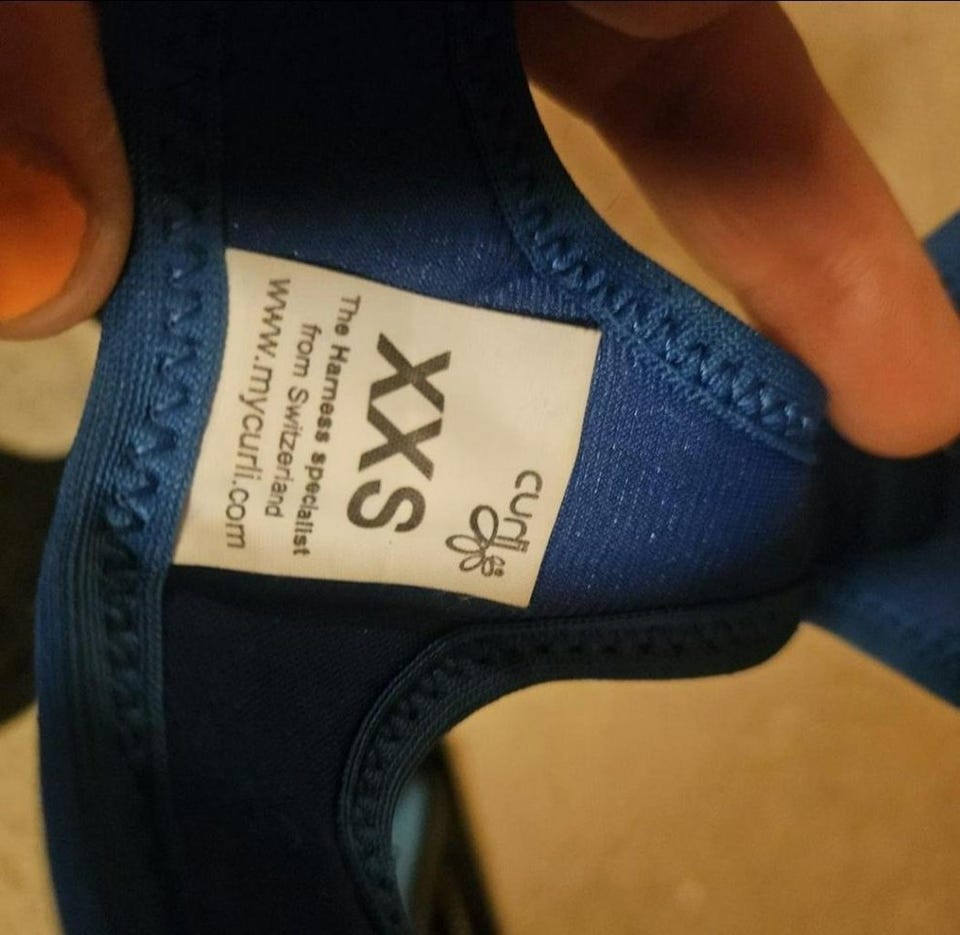 curli
XXS
The Harness specialist
from Switzerland
www.mycurli.com